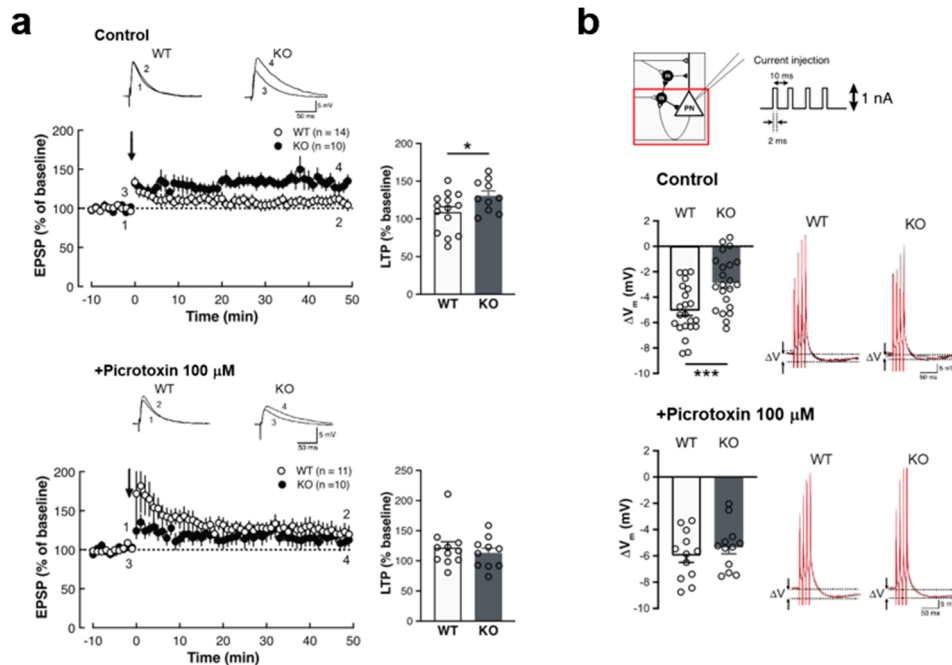 a
Control
WT
KO
2
1
4
3
5 mV
50 ms
200
150
100
50
0
EPSP (% of baseline)
WT (n = 14)
KO (n =10)
3
1
4
2
-10 0 10 20 30 40 50
Time (min)
200
150
100
50
0
LTP (% baseline)
*
WT KO
+Picrotoxin 100 μM
WT
KO
2
1
4
3
5 mV
50 ms
200
150
100
50
0
EPSP (% of baseline)
WT (n = 11)
KO (n =10)
1
3
2
4
-10 0 10 20 30 40 50
Time (min)
250
200
150
100
50
0
LTP (% baseline)
WT KO
b
IN
IN
PN
Current injection
10 ms
2 ms
1 nA
Control
WT KO
2
0
-2
-4
-6
-8
-10
ΔVm (mV)
***
WT
KO
ΔV
ΔV
50 ms
+Picrotoxin 100 μM
WT KO
0
-2
-4
-6
-8
-10
ΔVm (mV)
WT
KO
ΔV
ΔV
50 ms